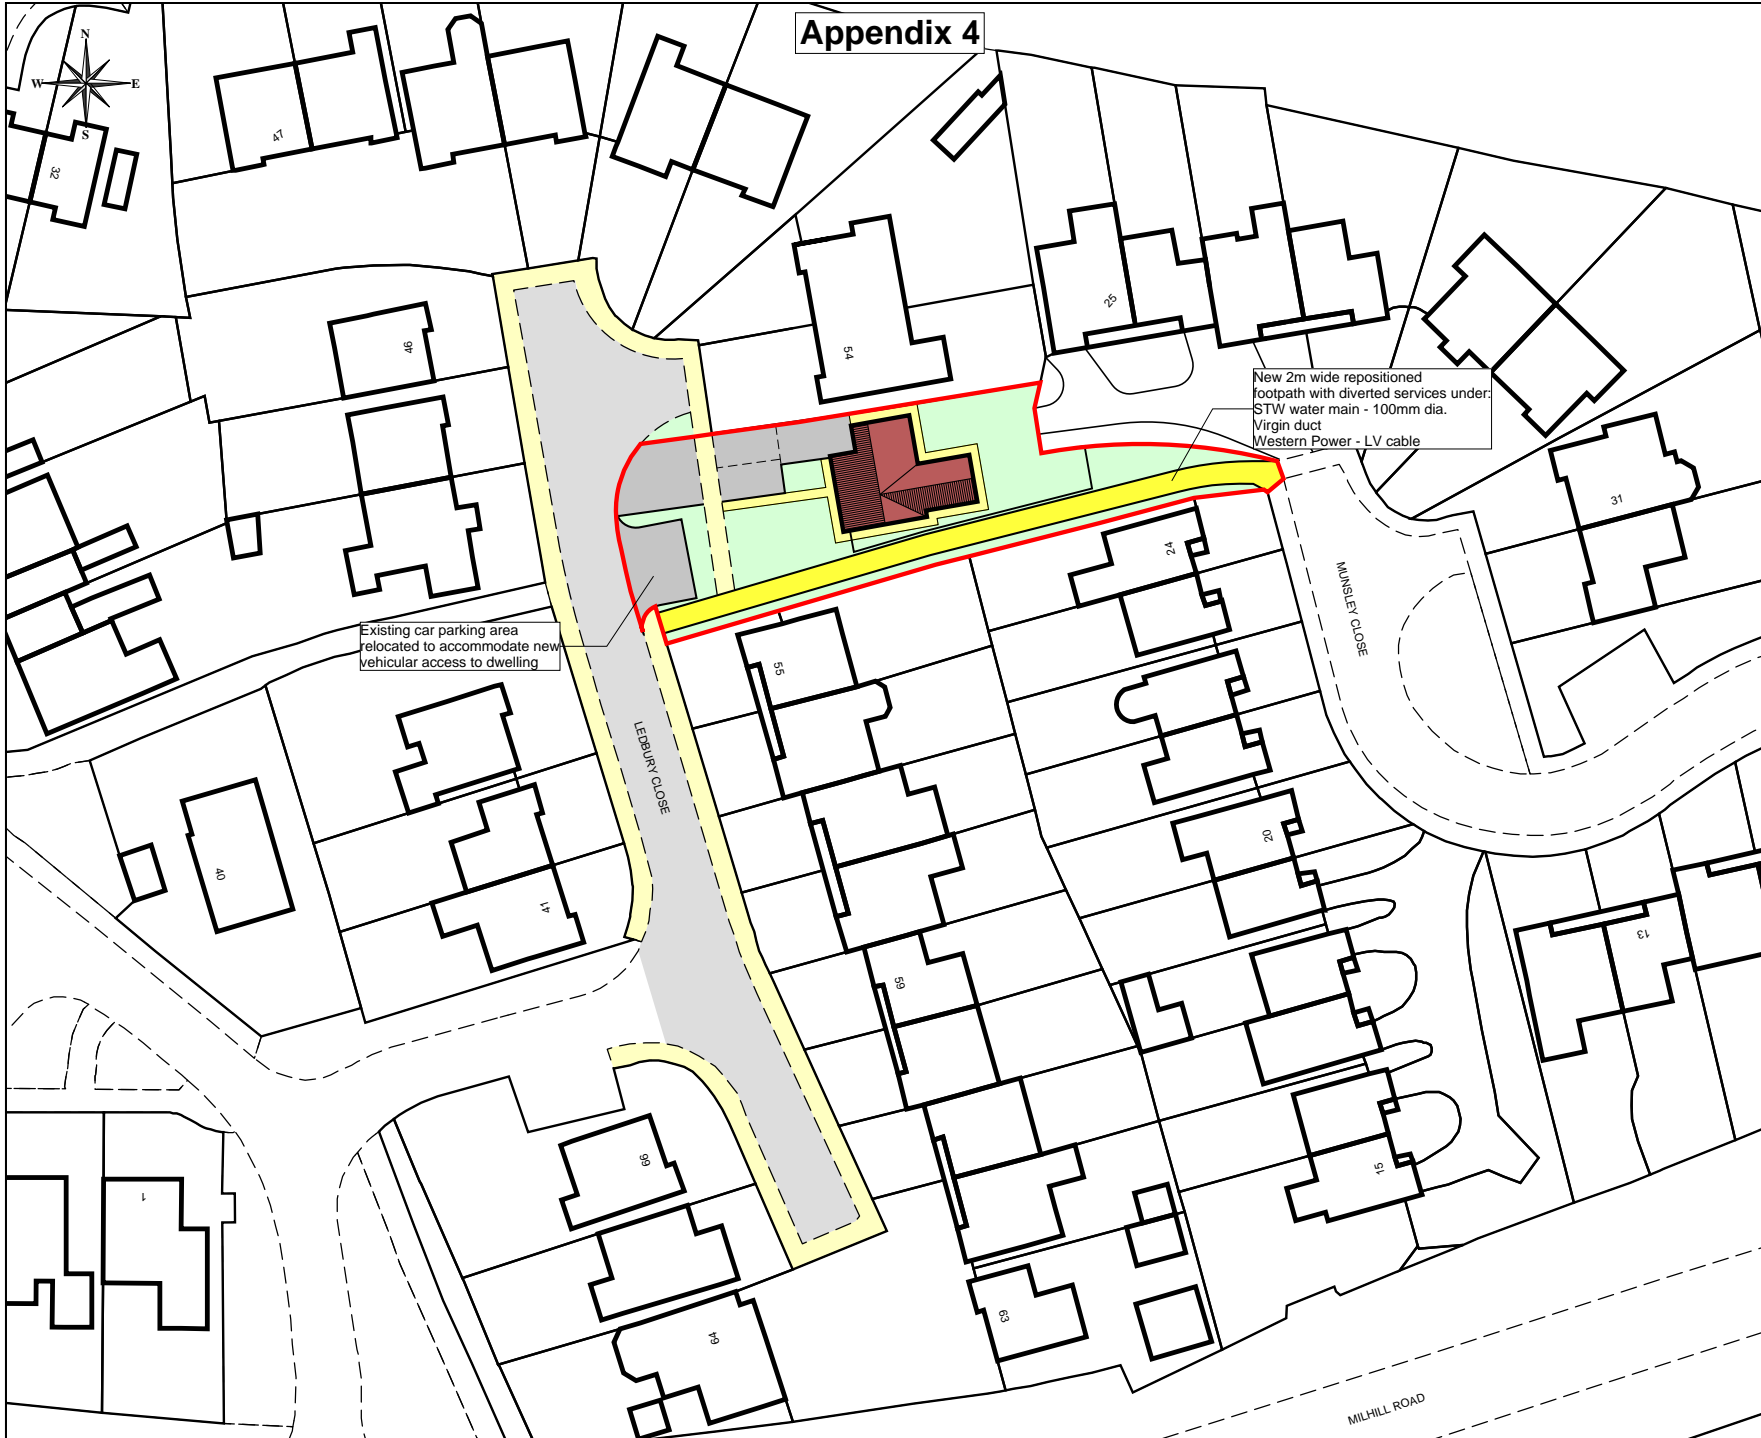 Appendix 4
N
W E
S
47
32
46
54
25
New 2m wide repositioned
footpath with diverted services under:
STW water main - 100mm dia.
Virgin duct
Western Power - LV cable
31
24
MUNSLEY CLOSE
Existing car parking area
relocated to accommodate new
vehicular access to dwelling
55
LEDBURY CLOSE
40
41
20
13
59
66
15
1
63
64
MILHILL ROAD